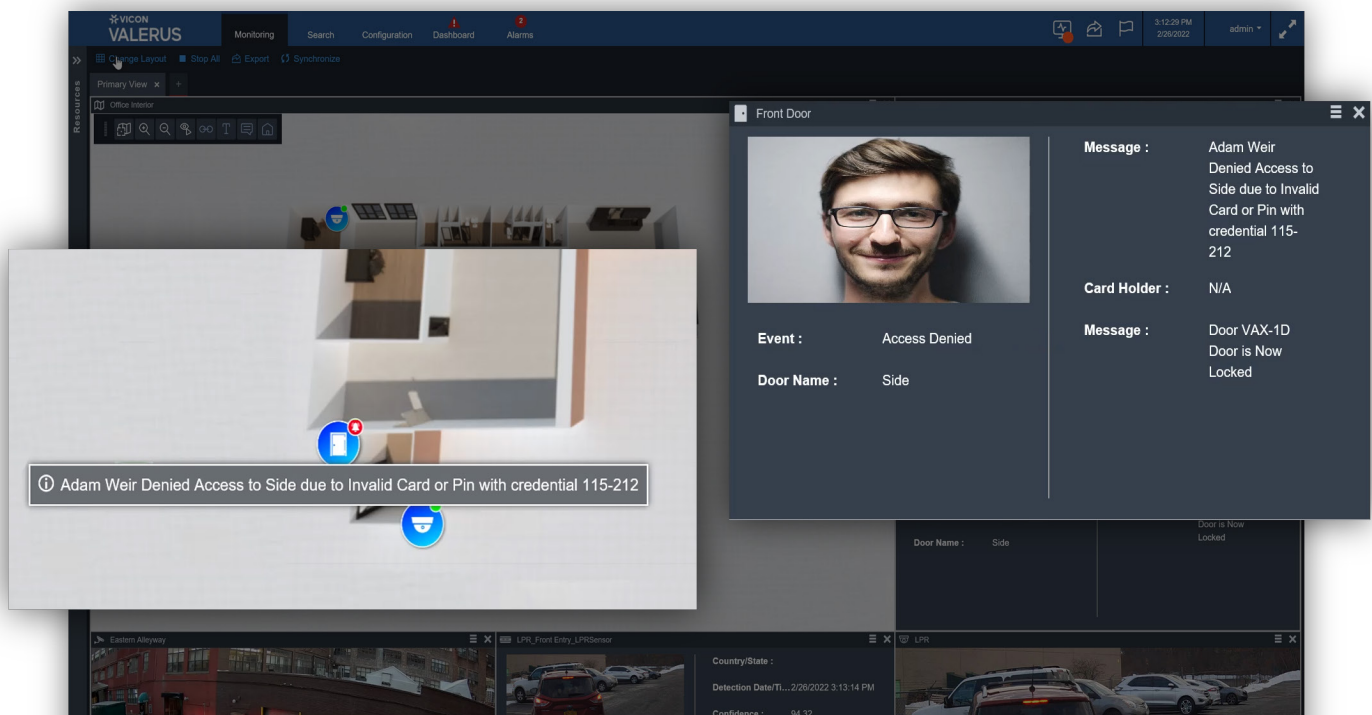 VICON
VALERUS
Monitoring
Search
Configuration
Dashboard
Alarms
!
2
3:12:29 PM
2/26/2022
admin
Change Layout
Stop All
Export
Synchronize
Resources
Primary View
Office Interior
T
Front Door
Event :
Access Denied
Door Name :
Side
Message :
Adam Weir
Denied Access to
Side due to Invalid
Card or Pin with
credential 115-
212
Card Holder :
N/A
Message :
Door VAX-1D
Door is Now
Locked
Adam Weir Denied Access to Side due to Invalid Card or Pin with credential 115-212
Door Name :
Side
Door is Now
Locked
Eastern Alleyway
LPR_Front Entry_LPRSensor
Country/State :
Detection Date/Ti... 2/26/2022 3:13:14 PM
Confidence :
94.32
LPR